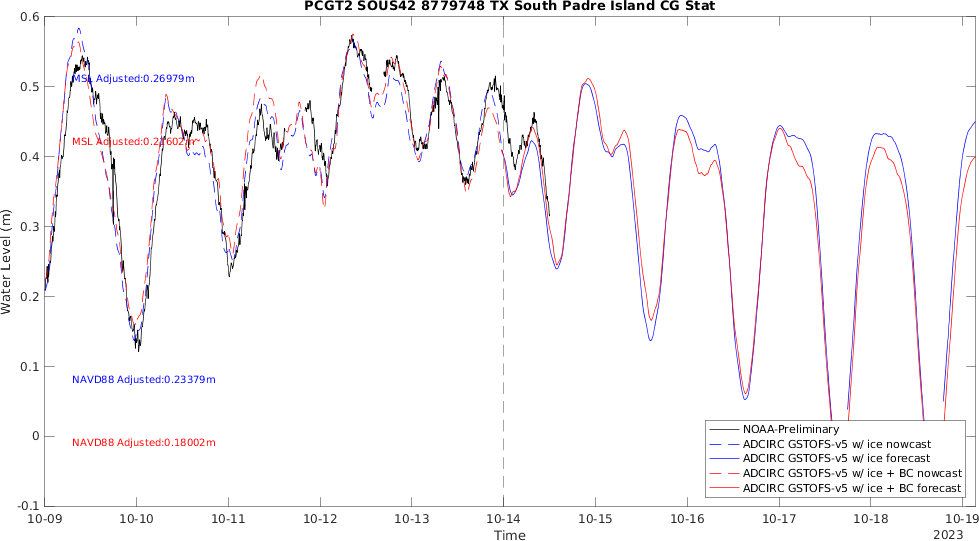 PCGT2 SOUS42 8779748 TX South Padre Island CG Stat
0.6
0.5
0.4
0.3
0.2
0.1
0
-0.1
Water Level (m)
MSL Adjusted:0.26979m
MSL Adjusted:0.21602m
NAVD88 Adjusted:0.23379m
NAVD88 Adjusted:0.18002m
NOAA-Preliminary
ADCIRC GSTOFS-v5 w/ ice nowcast
ADCIRC GSTOFS-v5 w/ ice forecast
ADCIRC GSTOFS-v5 w/ ice + BC nowcast
ADCIRC GSTOFS-v5 w/ ice + BC forecast
10-09 10-10 10-11 10-12 10-13 10-14 10-15 10-16 10-17 10-18 10-19
Time
2023